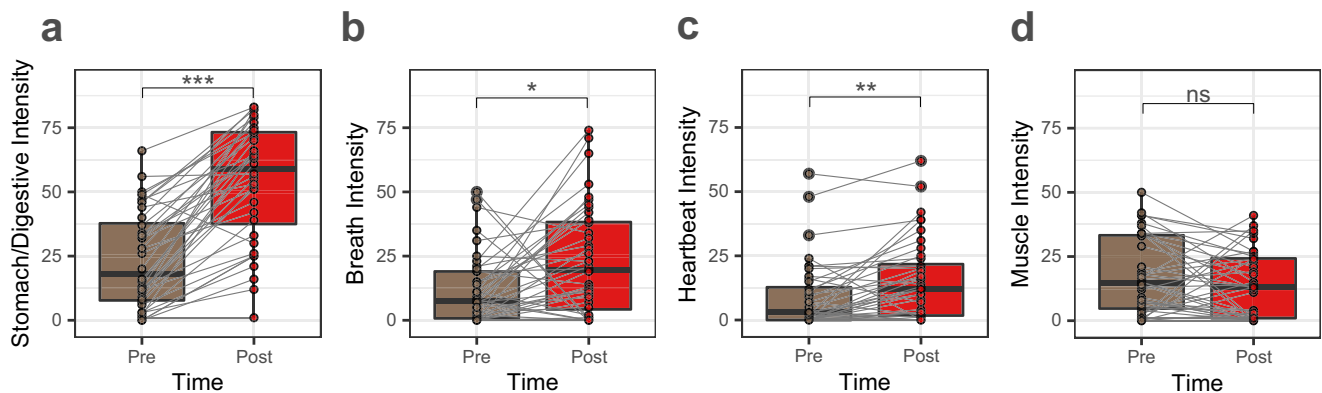 a
b
c
d
Stomach/Digestive Intensity
75
50
25
0
***
Pre
Post
Time
Breath Intensity
75
50
25
0
*
Pre
Post
Time
Heartbeat Intensity
75
50
25
0
**
Pre
Post
Time
Muscle Intensity
75
50
25
0
ns
Pre
Post
Time